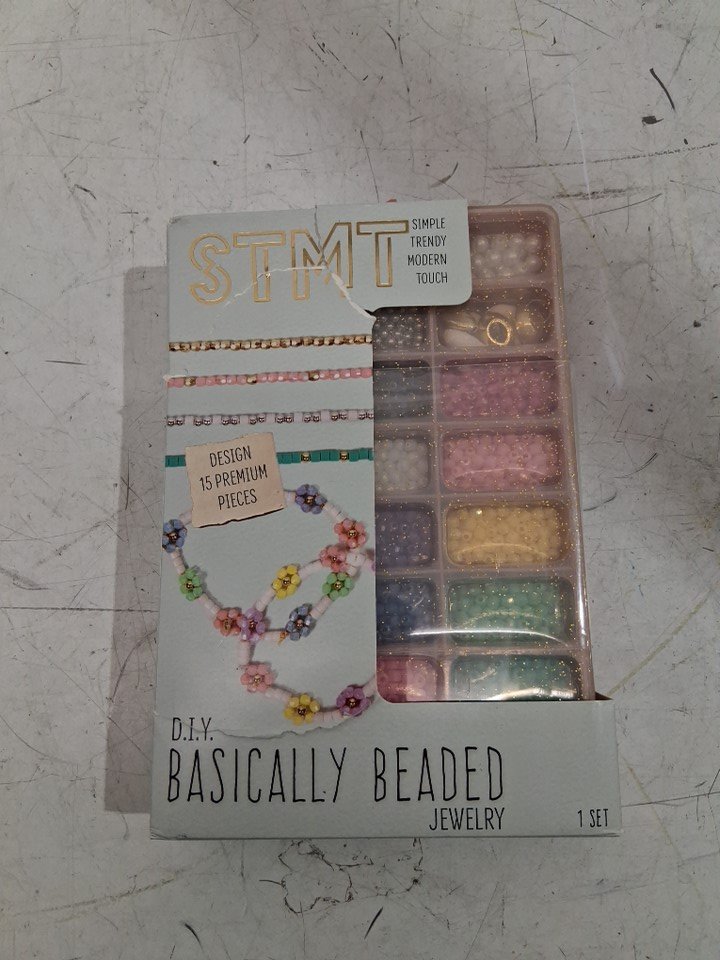 STMT
SIMPLE
TRENDY
MODERN
TOUCH
DESIGN
15 PREMIUM
PIECES
D.I.Y.
BASICALLY BEADED
JEWELRY
1 SET